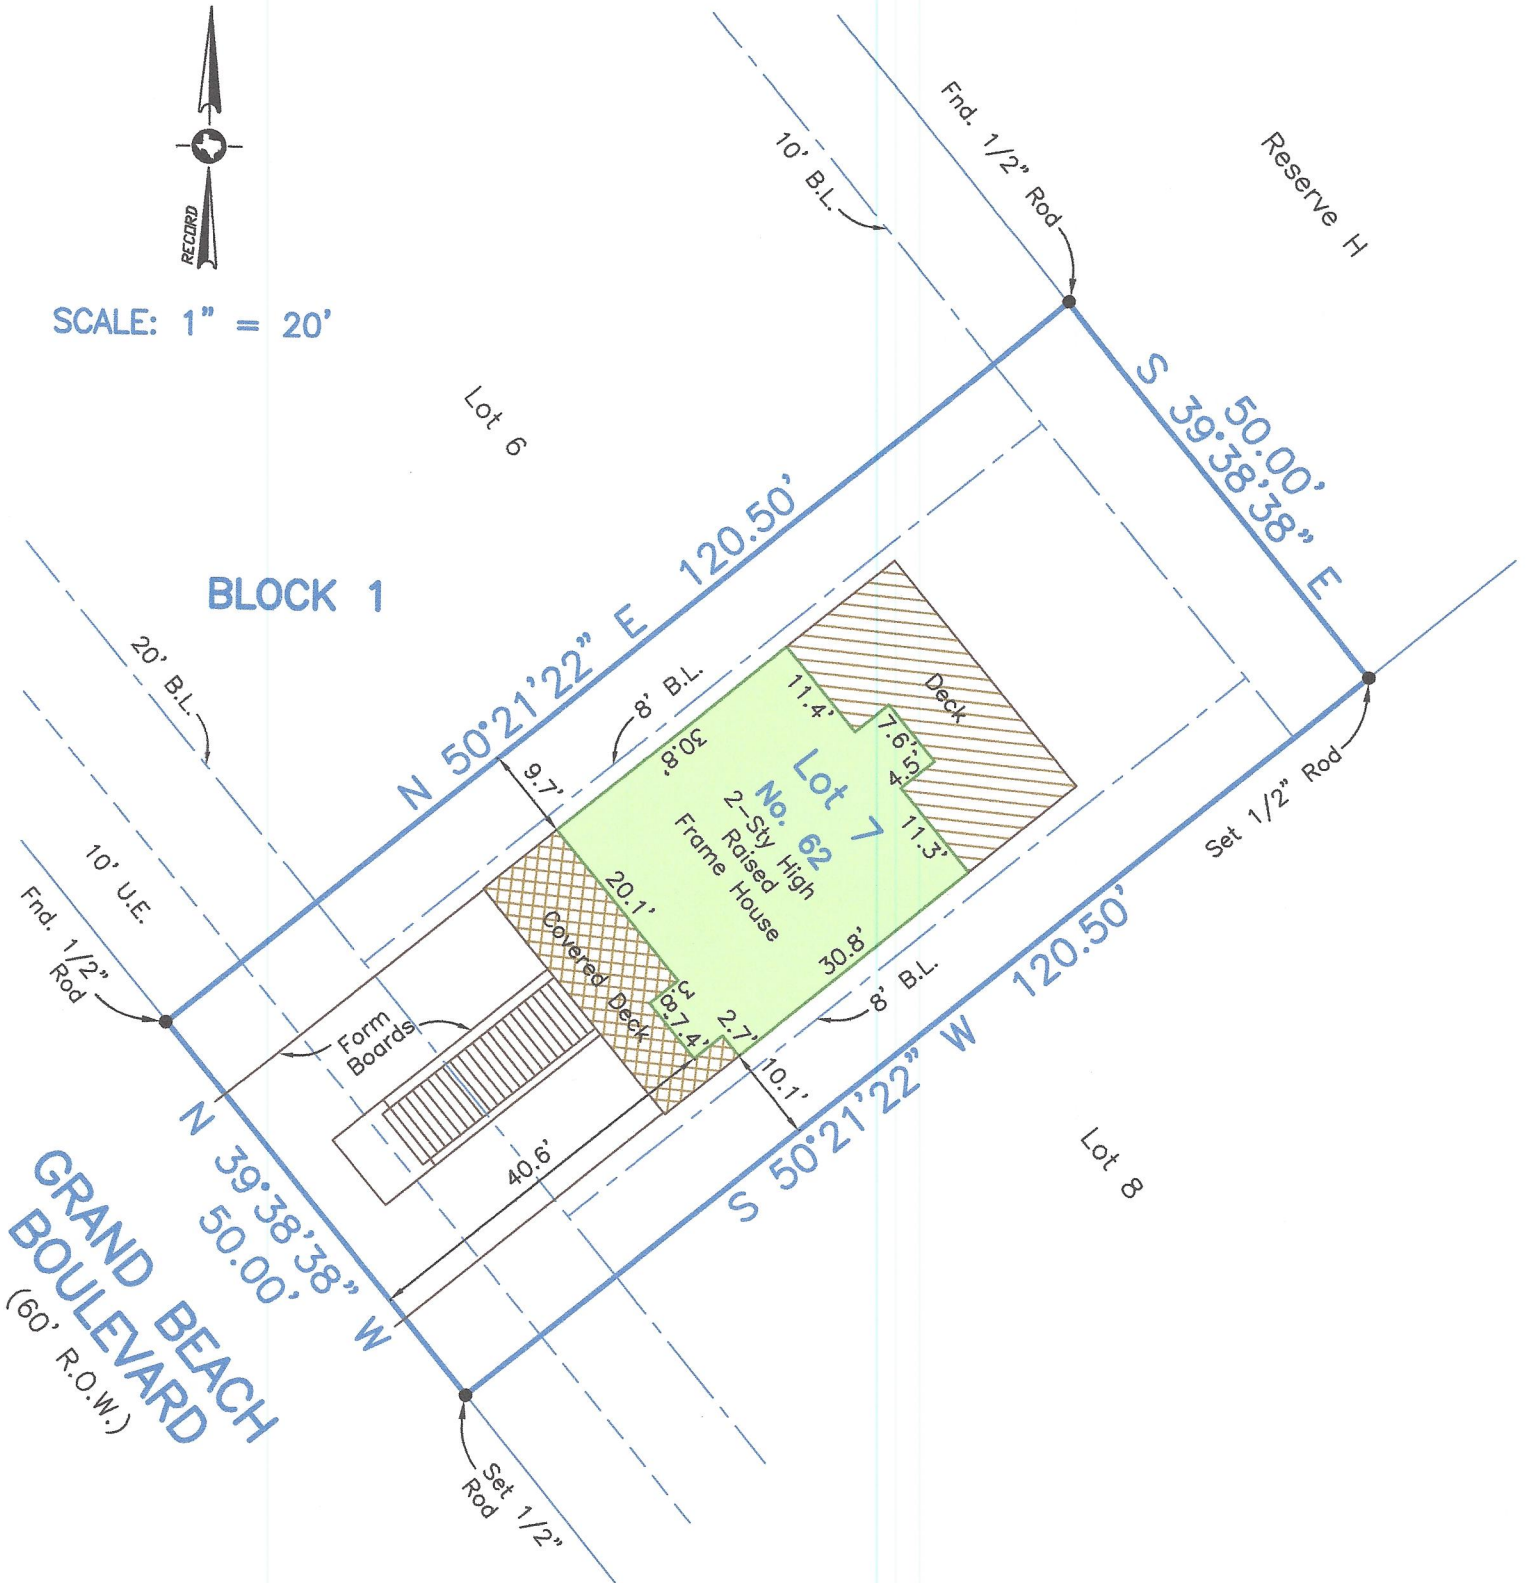 RECORD
SCALE: 1" = 20'
Fnd. 1/2" Rod
Reserve H
10' B.L.
S 39°38'38" E
50.00'
Lot 6
N 50°21'22" E 120.50'
BLOCK 1
20' B.L.
8' B.L.
Deck
11.4'
7.6'
4.5'
11.3'
30.8'
9.7'
Lot 7
No. 62
2-Sty High
Raised
Frame House
20.1'
Covered Deck
3.8'
7.4'
2.7'
30.8'
8' B.L.
10.1'
Set 1/2" Rod
S 50°21'22" W 120.50'
10' U.E.
Fnd. 1/2"
Rod
Form
Boards
40.6'
Lot 8
N 39°38'38" W
50.00'
GRAND BEACH
BOULEVARD
(60' R.O.W.)
Set 1/2"
Rod